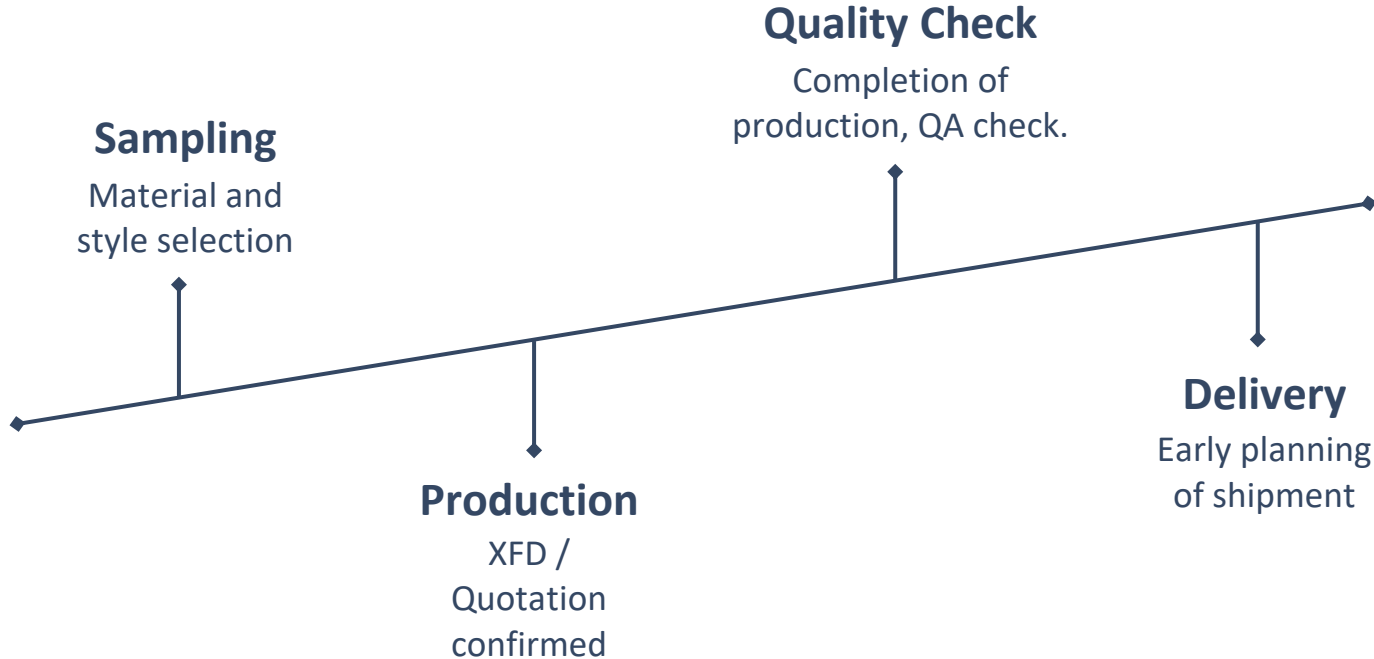 Sampling
Material and
style selection
Production
XFD /
Quotation
confirmed
Quality Check
Completion of
production, QA check.
Delivery
Early planning
of shipment